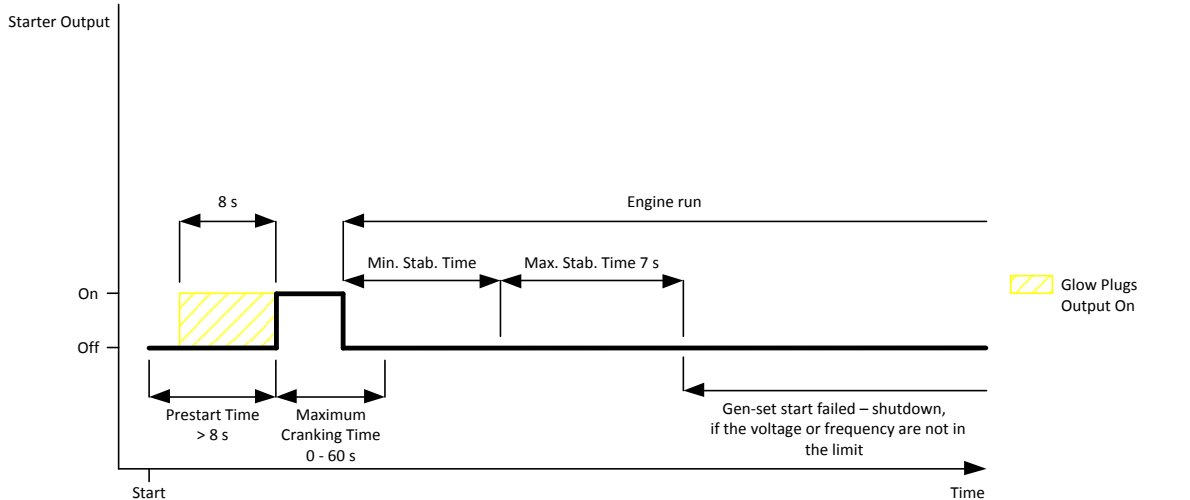 Starter Output
8 s
Engine run
Min. Stab. Time
Max. Stab. Time 7 s
On
Glow Plugs
Output On
Off
Prestart Time
> 8 s
Maximum
Cranking Time
0 - 60 s
Gen-set start failed – shutdown,
if the voltage or frequency are not in
the limit
Start
Time